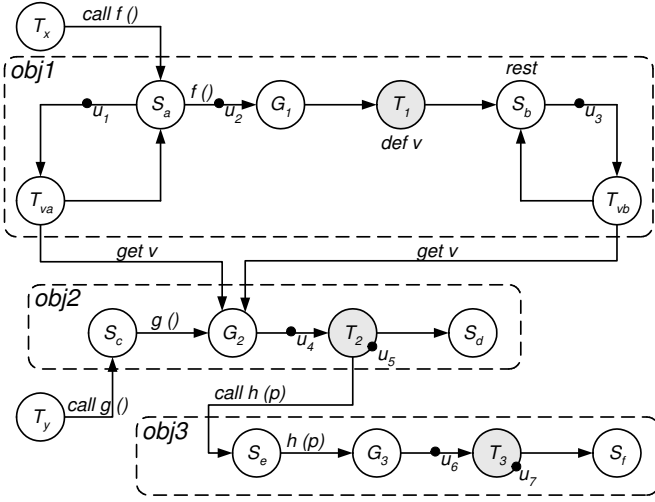 T_x
call f ()
obj1
rest
u_1
S_a
f ()
u_2
G_1
T_1
S_b
u_3
def v
T_va
T_vb
get v
get v
obj2
S_c
g ()
G_2
u_4
T_2
u_5
S_d
T_y
call g ()
call h (p)
obj3
S_e
h (p)
G_3
u_6
T_3
u_7
S_f